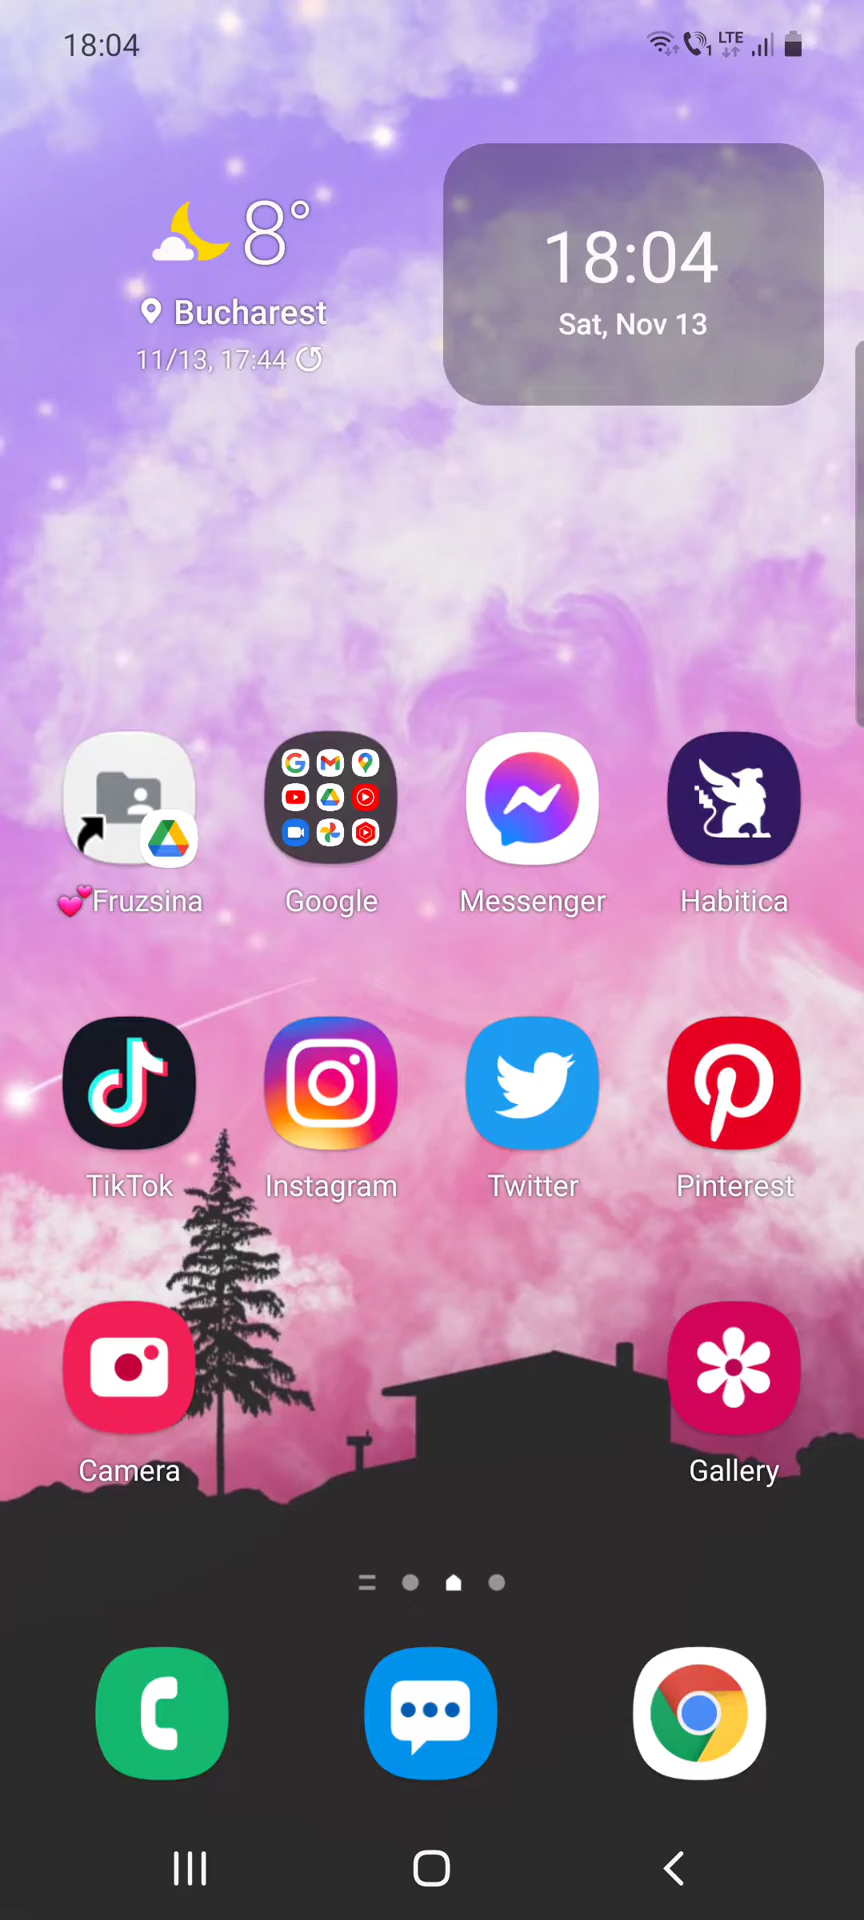 18:04
1 LTE
8°
Bucharest
11/13, 17:44
18:04
Sat, Nov 13
💕Fruzsina
Google
Messenger
Habitica
TikTok
Instagram
Twitter
Pinterest
Camera
Gallery